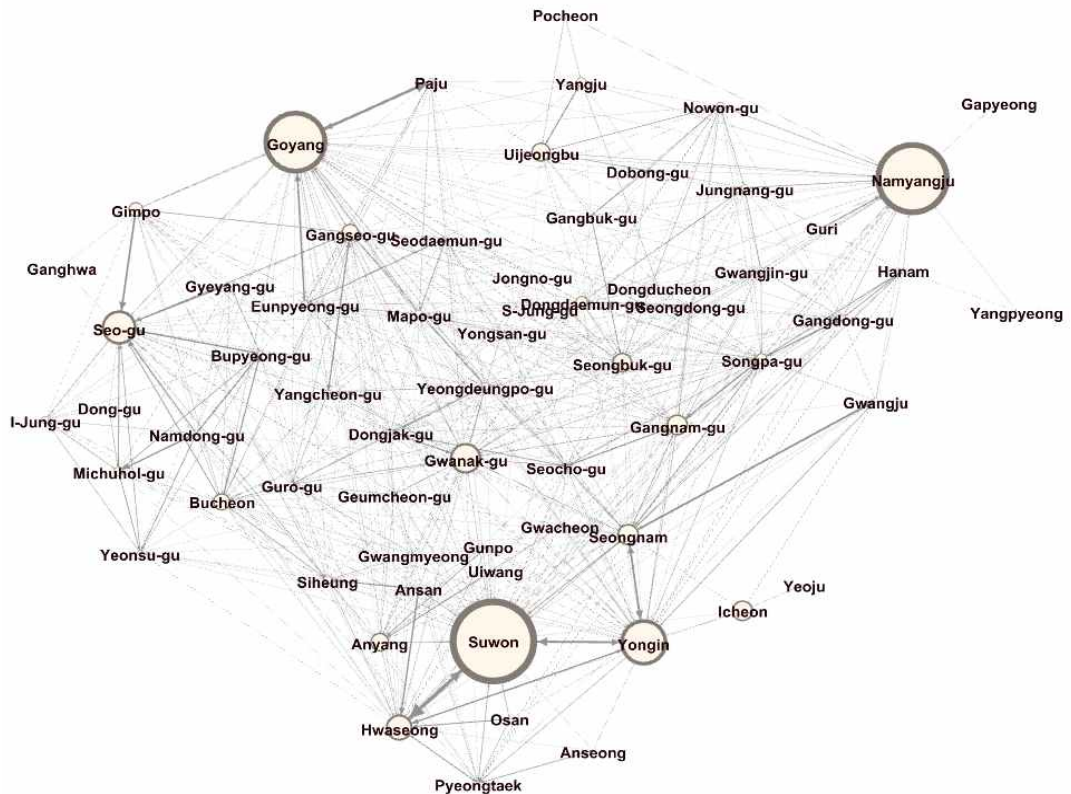 Pocheon
Paju
Yangju
Nowon-gu
Gapyeong
Goyang
Uijeongbu
Dobong-gu
Namyangju
Jungnang-gu
Gimpo
Gangbuk-gu
Guri
Gangseo-gu
Seodaemun-gu
Ganghwa
Jongno-gu
Gwangjin-gu
Hanam
Gyeyang-gu
Dongducheon
Eunpyeong-gu
Dongdaemun-gu
S-Jung-gu
Seongdong-gu
Mapo-gu
Gangdong-gu
Yangpyeong
Seo-gu
Yongsan-gu
Bupyeong-gu
Seongbuk-gu
Songpa-gu
Yangcheon-gu
Yeongdeungpo-gu
Gwangju
Dong-gu
I-Jung-gu
Namdong-gu
Dongjak-gu
Gangnam-gu
Gwanak-gu
Seocho-gu
Michuhol-gu
Guro-gu
Geumcheon-gu
Bucheon
Gwacheon
Seongnam
Yeonsu-gu
Gwangmyeong
Gunpo
Uiwang
Siheung
Ansan
Yeoju
Icheon
Anyang
Suwon
Yongin
Hwaseong
Osan
Anseong
Pyeongtaek